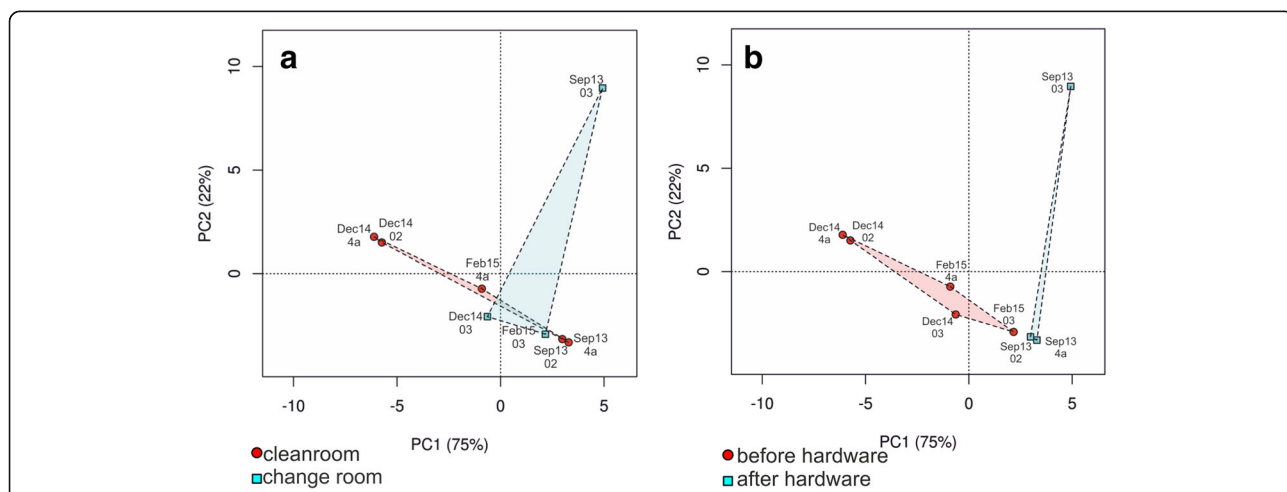 a
10
5
0
PC2 (22%)
Sep13
03
Dec14
4a
Dec14
02
Feb15
4a
Dec14
03
Feb15
03
Sep13
02
Sep13
4a
-10
-5
0
5
PC1 (75%)
cleanroom
change room
b
10
5
0
PC2 (22%)
Sep13
03
Dec14
4a
Dec14
02
Feb15
4a
Dec14
03
Feb15
03
Sep13
02
Sep13
4a
-10
-5
0
5
PC1 (75%)
before hardware
after hardware